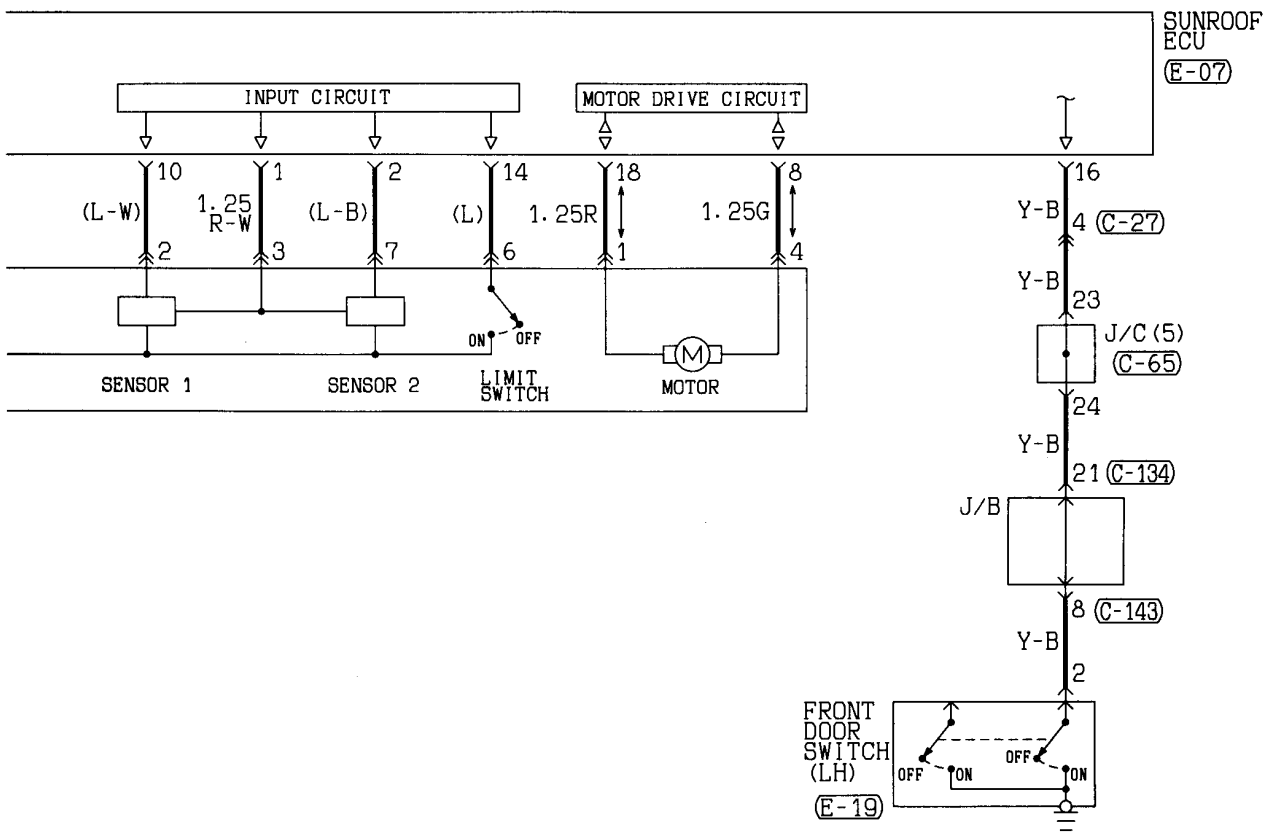 SUNROOF
ECU
(E-07)
INPUT CIRCUIT
MOTOR DRIVE CIRCUIT
10
1
2
14
18
8
16
(L-W)
1.25
R-W
(L-B)
(L)
1.25R
1.25G
Y-B
4
(C-27)
2
3
7
6
1
4
Y-B
23
ON
OFF
J/C(5)
(C-65)
SENSOR 1
SENSOR 2
LIMIT
SWITCH
M
MOTOR
24
Y-B
21
(C-134)
J/B
8
(C-143)
Y-B
2
FRONT
DOOR
SWITCH
(LH)
(E-19)
OFF
ON
OFF
ON